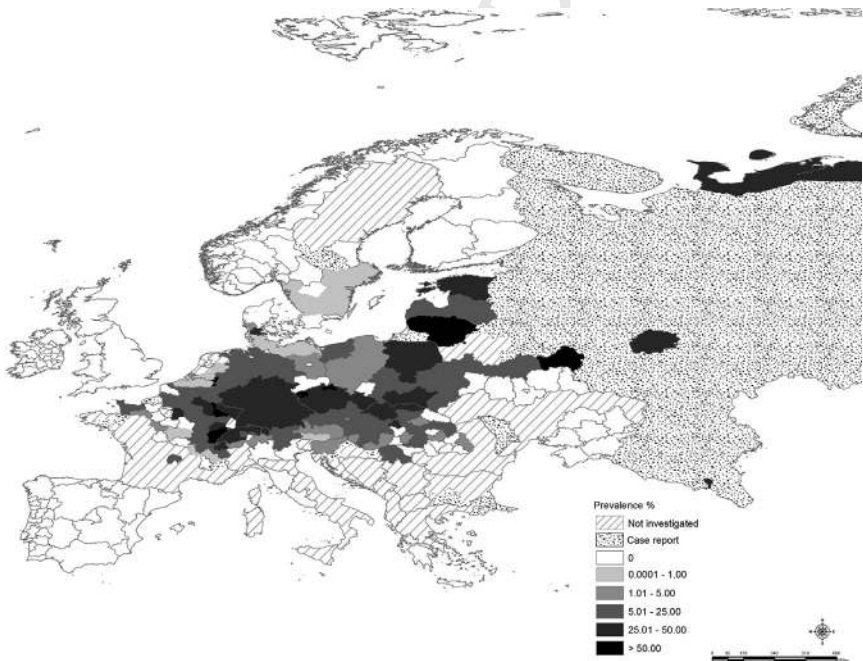 Prevalence %
Not investigated
Case report
0
0.0001 - 1.00
1.01 - 5.00
5.01 - 25.00
25.01 - 50.00
> 50.00